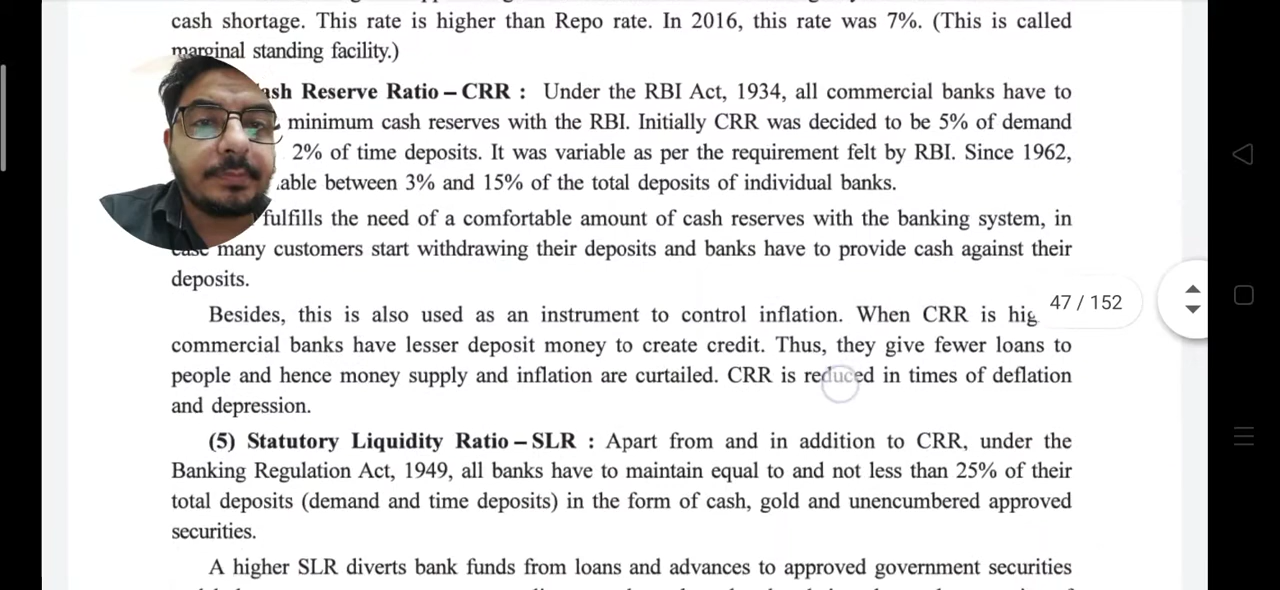 cash shortage. This rate is higher than Repo rate. In 2016, this rate was 7%. (This is called
marginal standing facility.)
ash Reserve Ratio – CRR : Under the RBI Act, 1934, all commercial banks have to
minimum cash reserves with the RBI. Initially CRR was decided to be 5% of demand
2% of time deposits. It was variable as per the requirement felt by RBI. Since 1962,
able between 3% and 15% of the total deposits of individual banks.
fulfills the need of a comfortable amount of cash reserves with the banking system, in
case many customers start withdrawing their deposits and banks have to provide cash against their
deposits.
Besides, this is also used as an instrument to control inflation. When CRR is hig
47 / 152
commercial banks have lesser deposit money to create credit. Thus, they give fewer loans to
people and hence money supply and inflation are curtailed. CRR is reduced in times of deflation
and depression.
(5) Statutory Liquidity Ratio – SLR : Apart from and in addition to CRR, under the
Banking Regulation Act, 1949, all banks have to maintain equal to and not less than 25% of their
total deposits (demand and time deposits) in the form of cash, gold and unencumbered approved
securities.
A higher SLR diverts bank funds from loans and advances to approved government securities